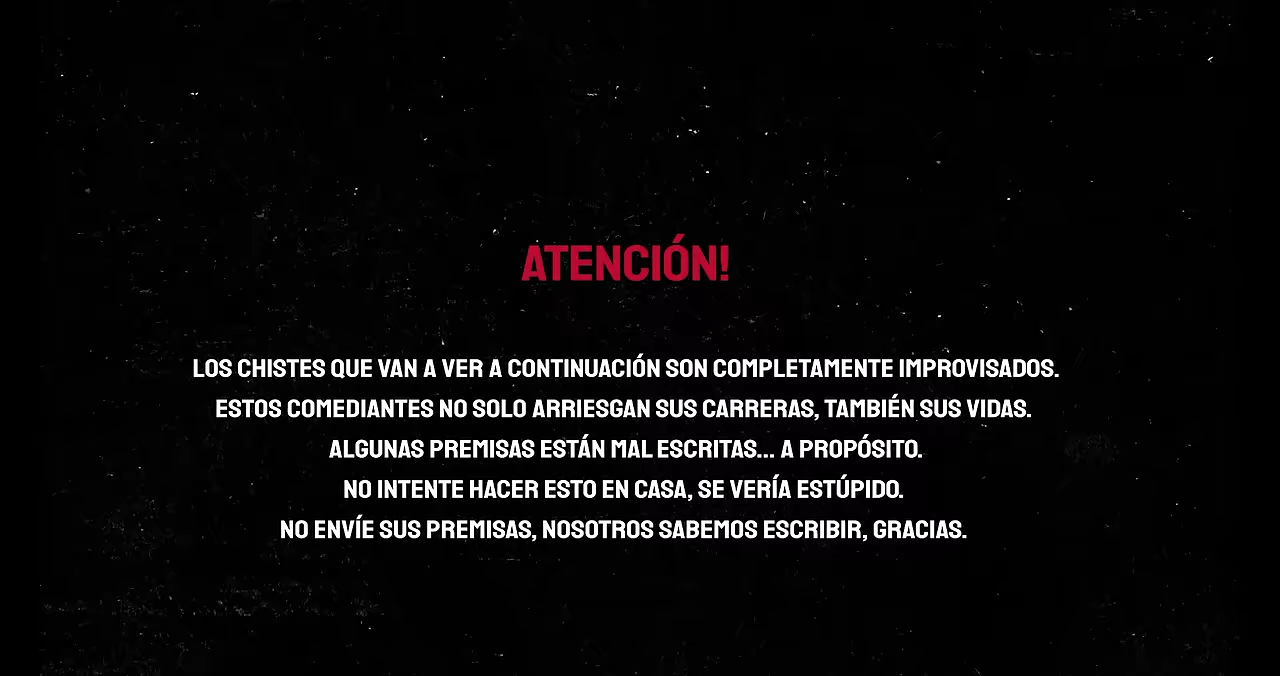 ATENCIÓN!
LOS CHISTES QUE VAN A VER A CONTINUACIÓN SON COMPLETAMENTE IMPROVISADOS.
ESTOS COMEDIANTES NO SOLO ARRIESGAN SUS CARRERAS, TAMBIÉN SUS VIDAS.
ALGUNAS PREMISAS ESTÁN MAL ESCRITAS... A PROPÓSITO.
NO INTENTE HACER ESTO EN CASA, SE VERÍA ESTÚPIDO.
NO ENVÍE SUS PREMISAS, NOSOTROS SABEMOS ESCRIBIR, GRACIAS.